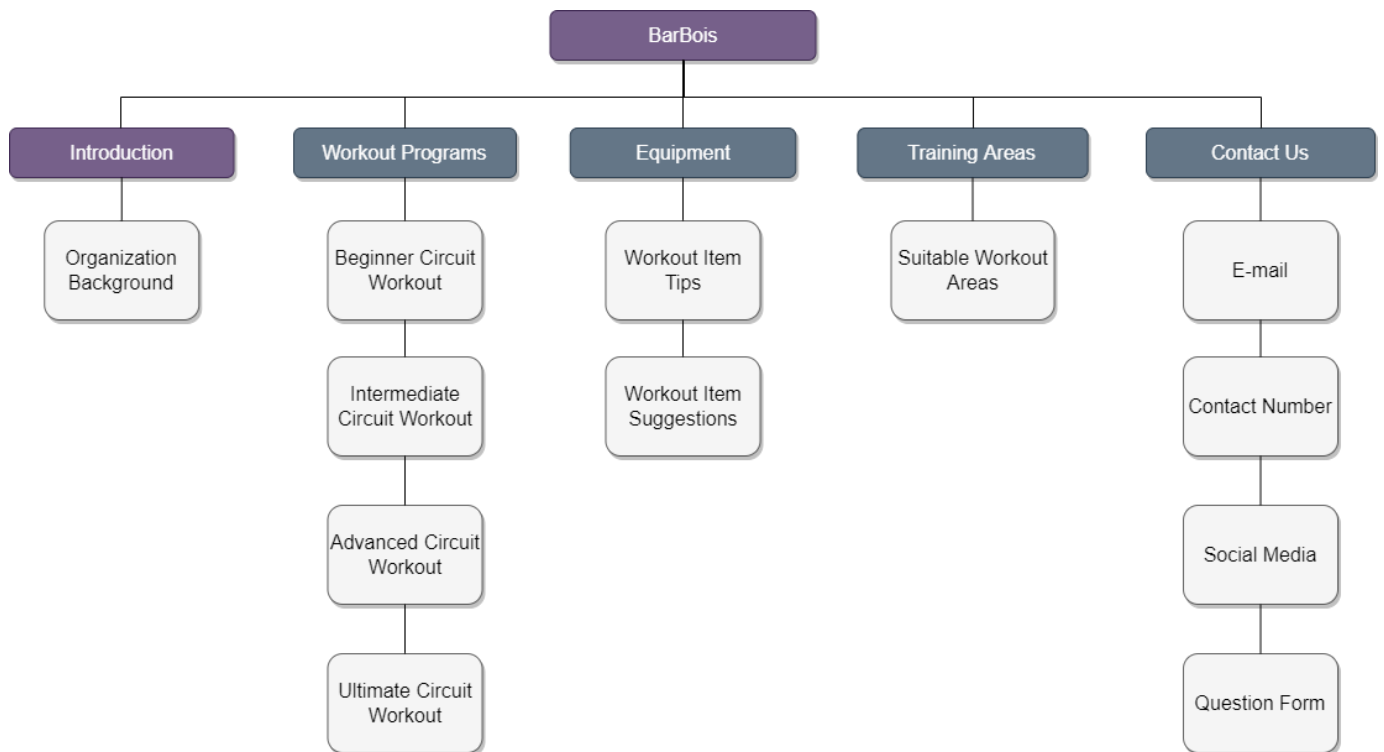 BarBois
Introduction
Workout Programs
Equipment
Training Areas
Contact Us
Organization
Background
Beginner Circuit
Workout
Workout Item
Tips
Suitable Workout
Areas
E-mail
Intermediate
Circuit Workout
Workout Item
Suggestions
Contact Number
Advanced Circuit
Workout
Social Media
Ultimate Circuit
Workout
Question Form